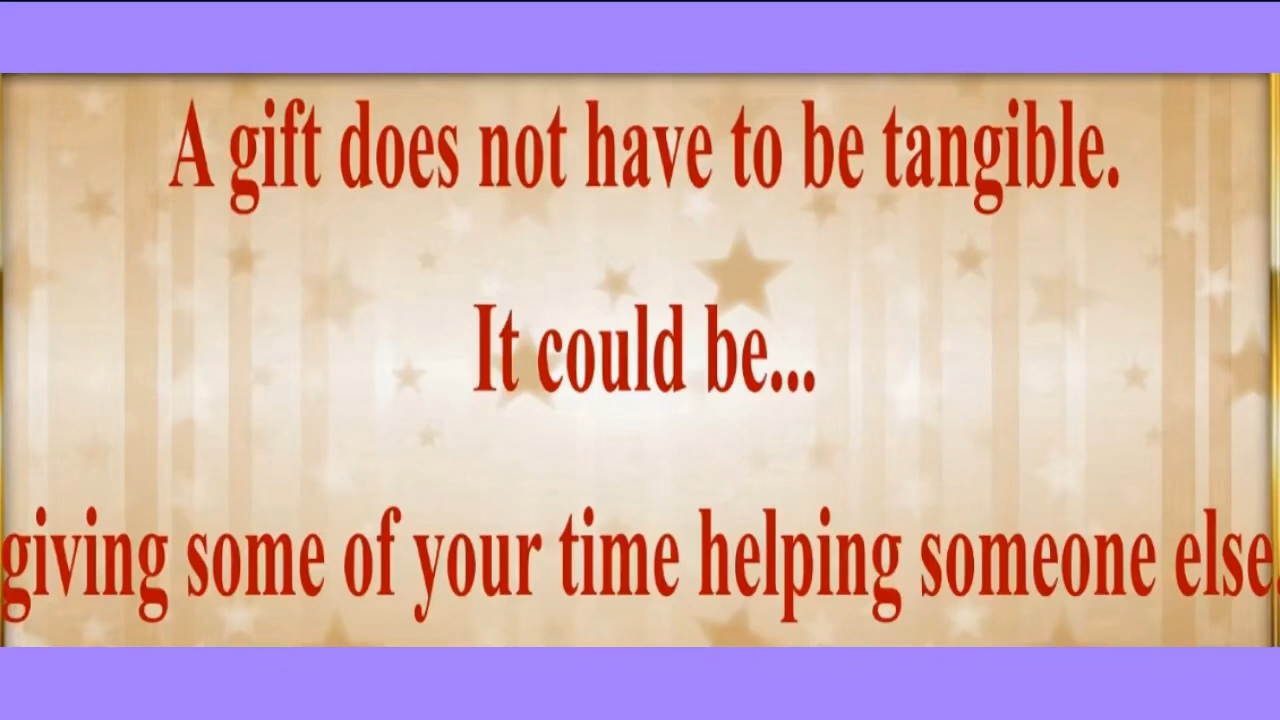 A gift does not have to be tangible.
It could be...
giving some of your time helping someone else.